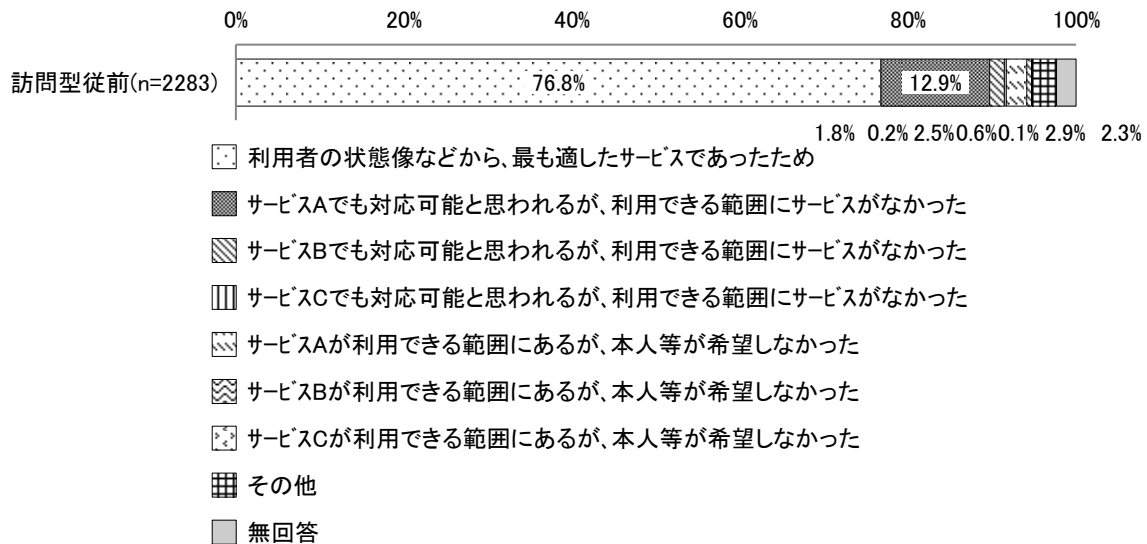 0% 20% 40% 60% 80% 100%
訪問型従前(n=2283) 76.8% 12.9%
1.8% 0.2% 2.5% 0.6% 0.1% 2.9% 2.3%
利用者の状態像などから、最も適したサービスであったため
ｻｰﾋﾞｽAでも対応可能と思われるが、利用できる範囲にｻｰﾋﾞｽがなかった
ｻｰﾋﾞｽBでも対応可能と思われるが、利用できる範囲にｻｰﾋﾞｽがなかった
ｻｰﾋﾞｽCでも対応可能と思われるが、利用できる範囲にｻｰﾋﾞｽがなかった
ｻｰﾋﾞｽAが利用できる範囲にあるが、本人等が希望しなかった
ｻｰﾋﾞｽBが利用できる範囲にあるが、本人等が希望しなかった
ｻｰﾋﾞｽCが利用できる範囲にあるが、本人等が希望しなかった
その他
無回答